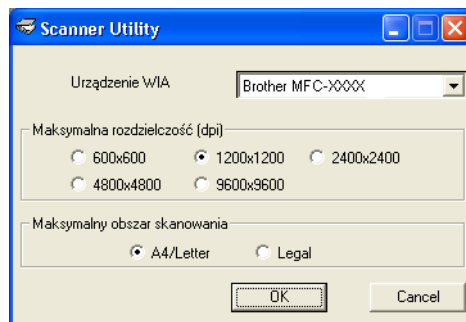 Scanner Utility
Urządzenie WIA
Brother MFC-XXXX
Maksymalna rozdzielczość (dpi)
600x600 1200x1200 2400x2400
4800x4800 9600x9600
Maksymalny obszar skanowania
A4/Letter Legal
OK Cancel